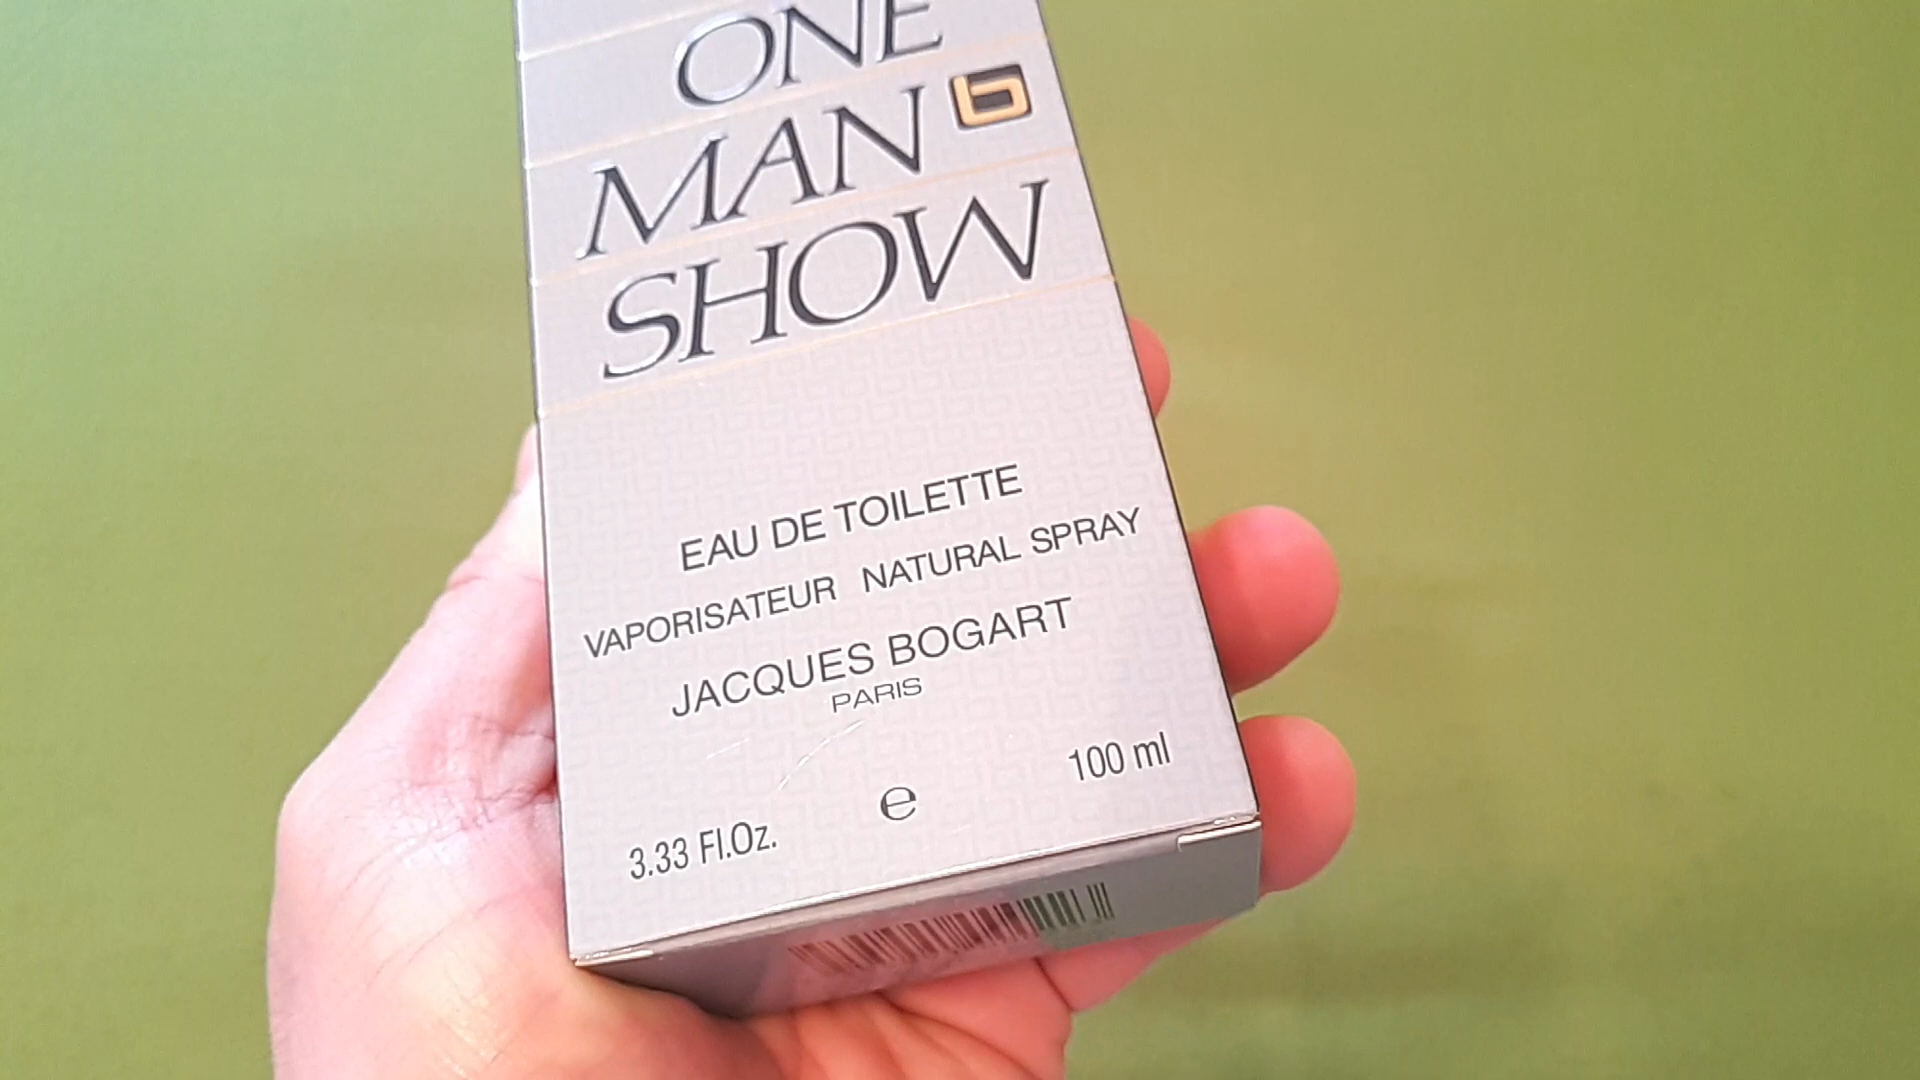 ONE
MAN b
SHOW
EAU DE TOILETTE
VAPORISATEUR NATURAL SPRAY
JACQUES BOGART
PARIS
3.33 Fl.Oz. e 100 ml